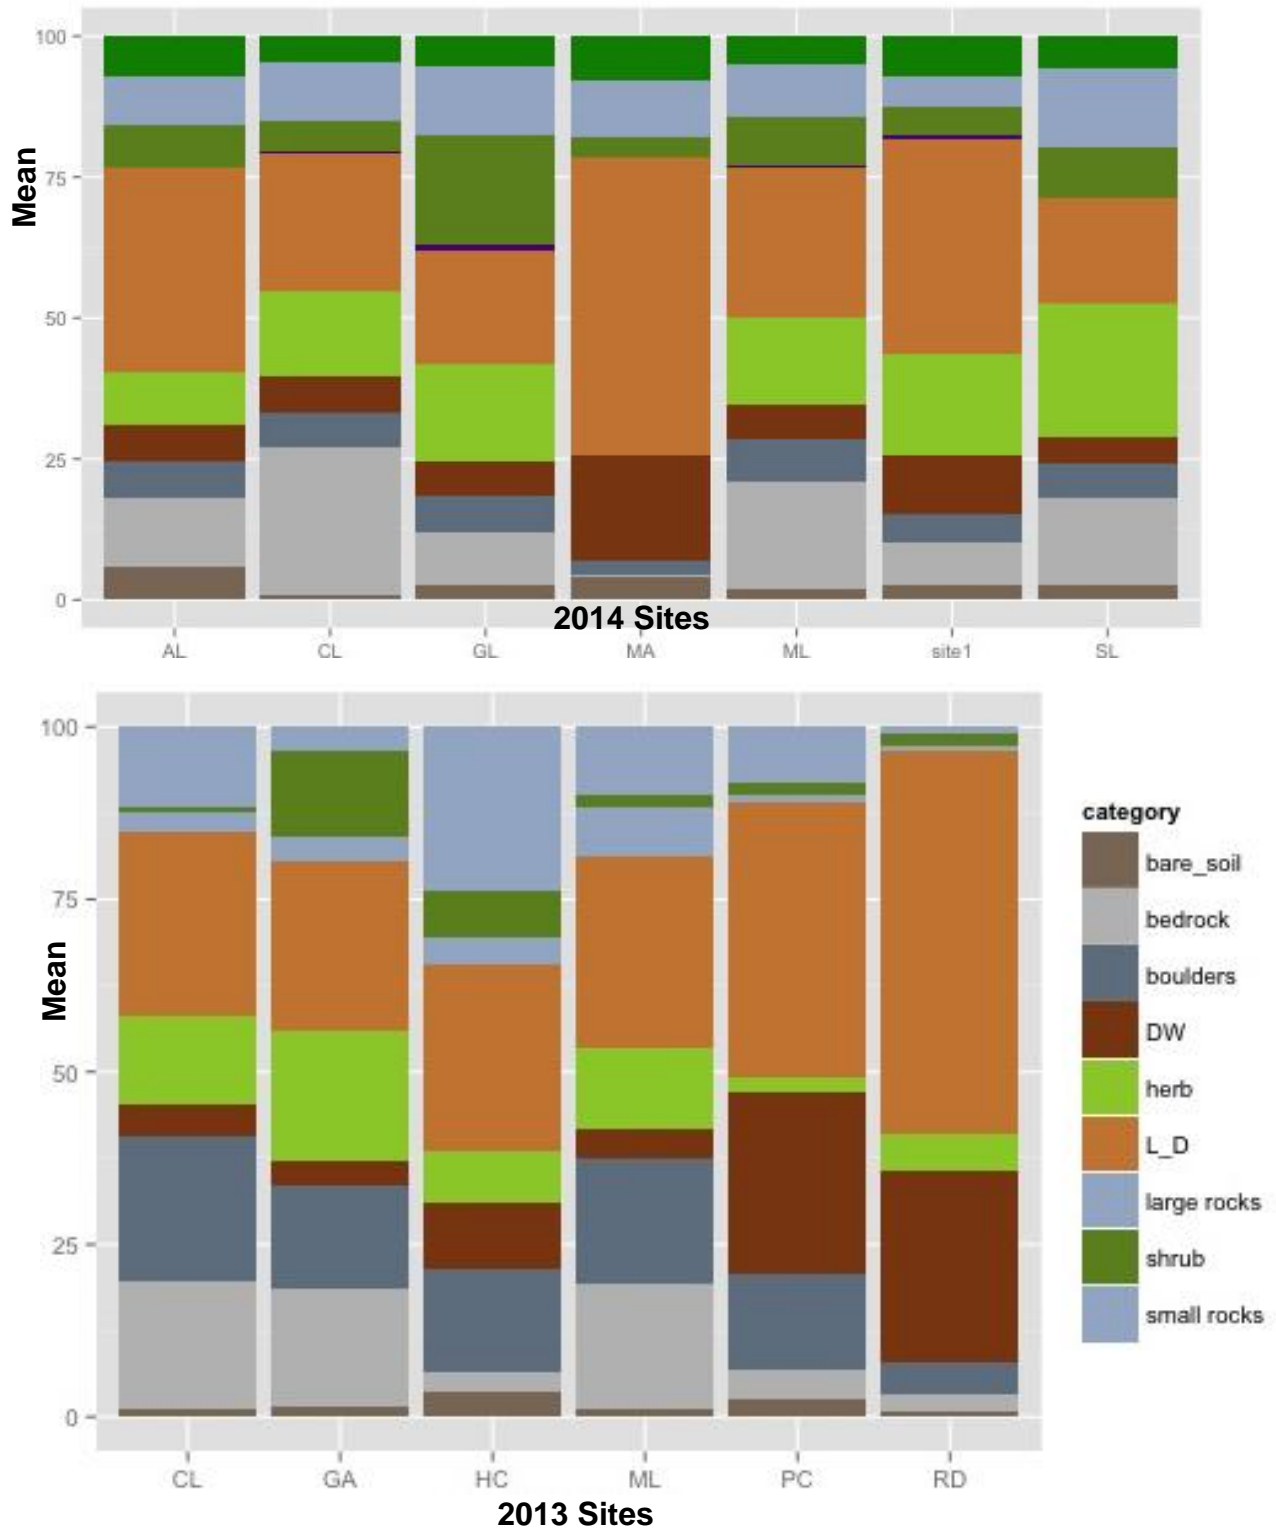 100
75
50
25
0
Mean
AL CL GL MA ML site1 SL
2014 Sites
100
75
50
25
0
Mean
CL GA HC ML PC RD
2013 Sites
category
bare_soil
bedrock
boulders
DW
herb
L_D
large rocks
shrub
small rocks